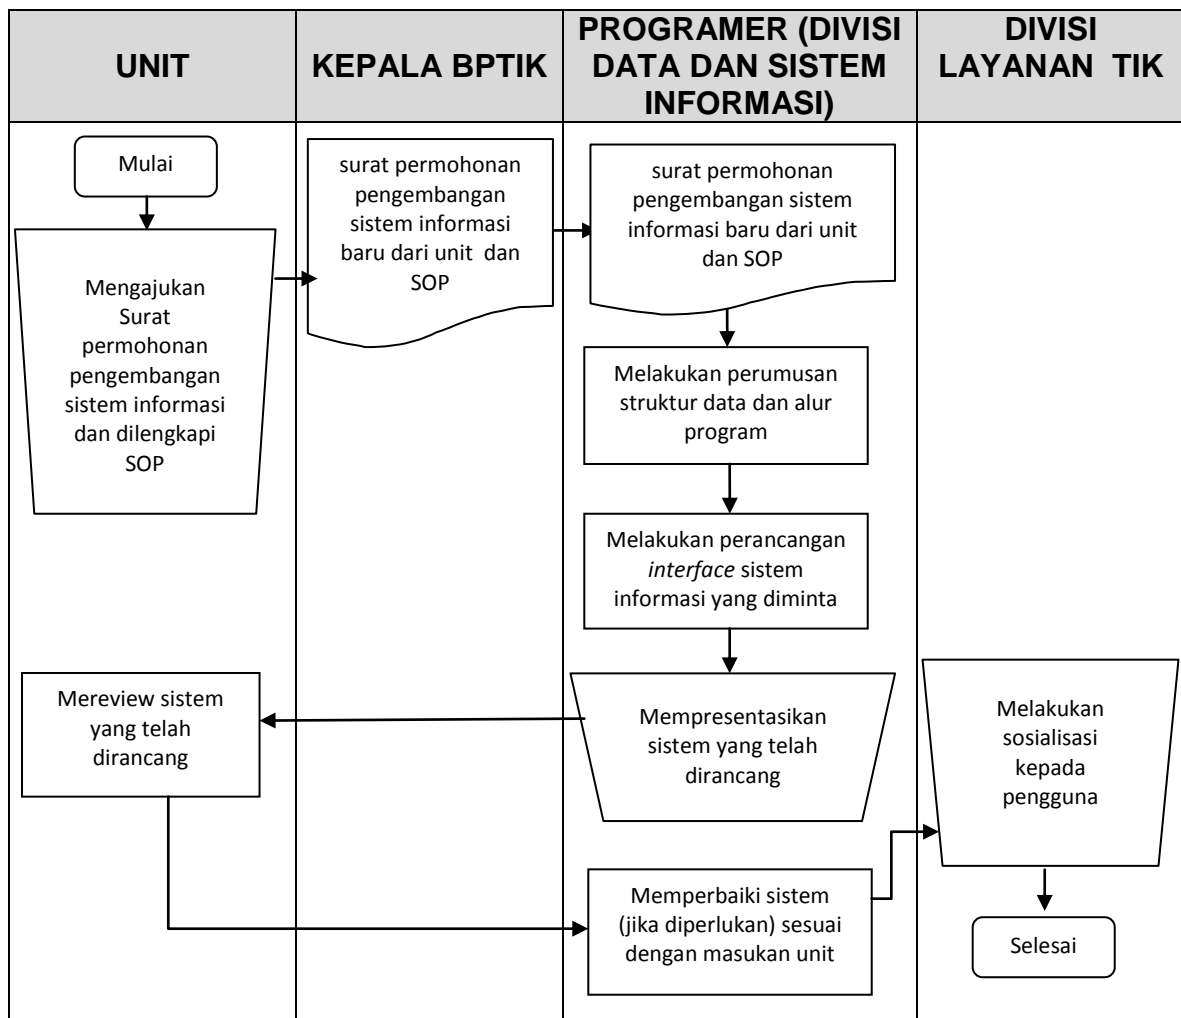 UNIT
KEPALA BPTIK
PROGRAMER (DIVISI
DATA DAN SISTEM
INFORMASI)
DIVISI
LAYANAN TIK
Mulai
Mengajukan
Surat
permohonan
pengembangan
sistem informasi
dan dilengkapi
SOP
surat permohonan
pengembangan
sistem informasi
baru dari unit dan
SOP
surat permohonan
pengembangan sistem
informasi baru dari unit
dan SOP
Melakukan perumusan
struktur data dan alur
program
Melakukan perancangan
interface sistem
informasi yang diminta
Mempresentasikan
sistem yang telah
dirancang
Mereview sistem
yang telah
dirancang
Memperbaiki sistem
(jika diperlukan) sesuai
dengan masukan unit
Melakukan
sosialisasi
kepada
pengguna
Selesai